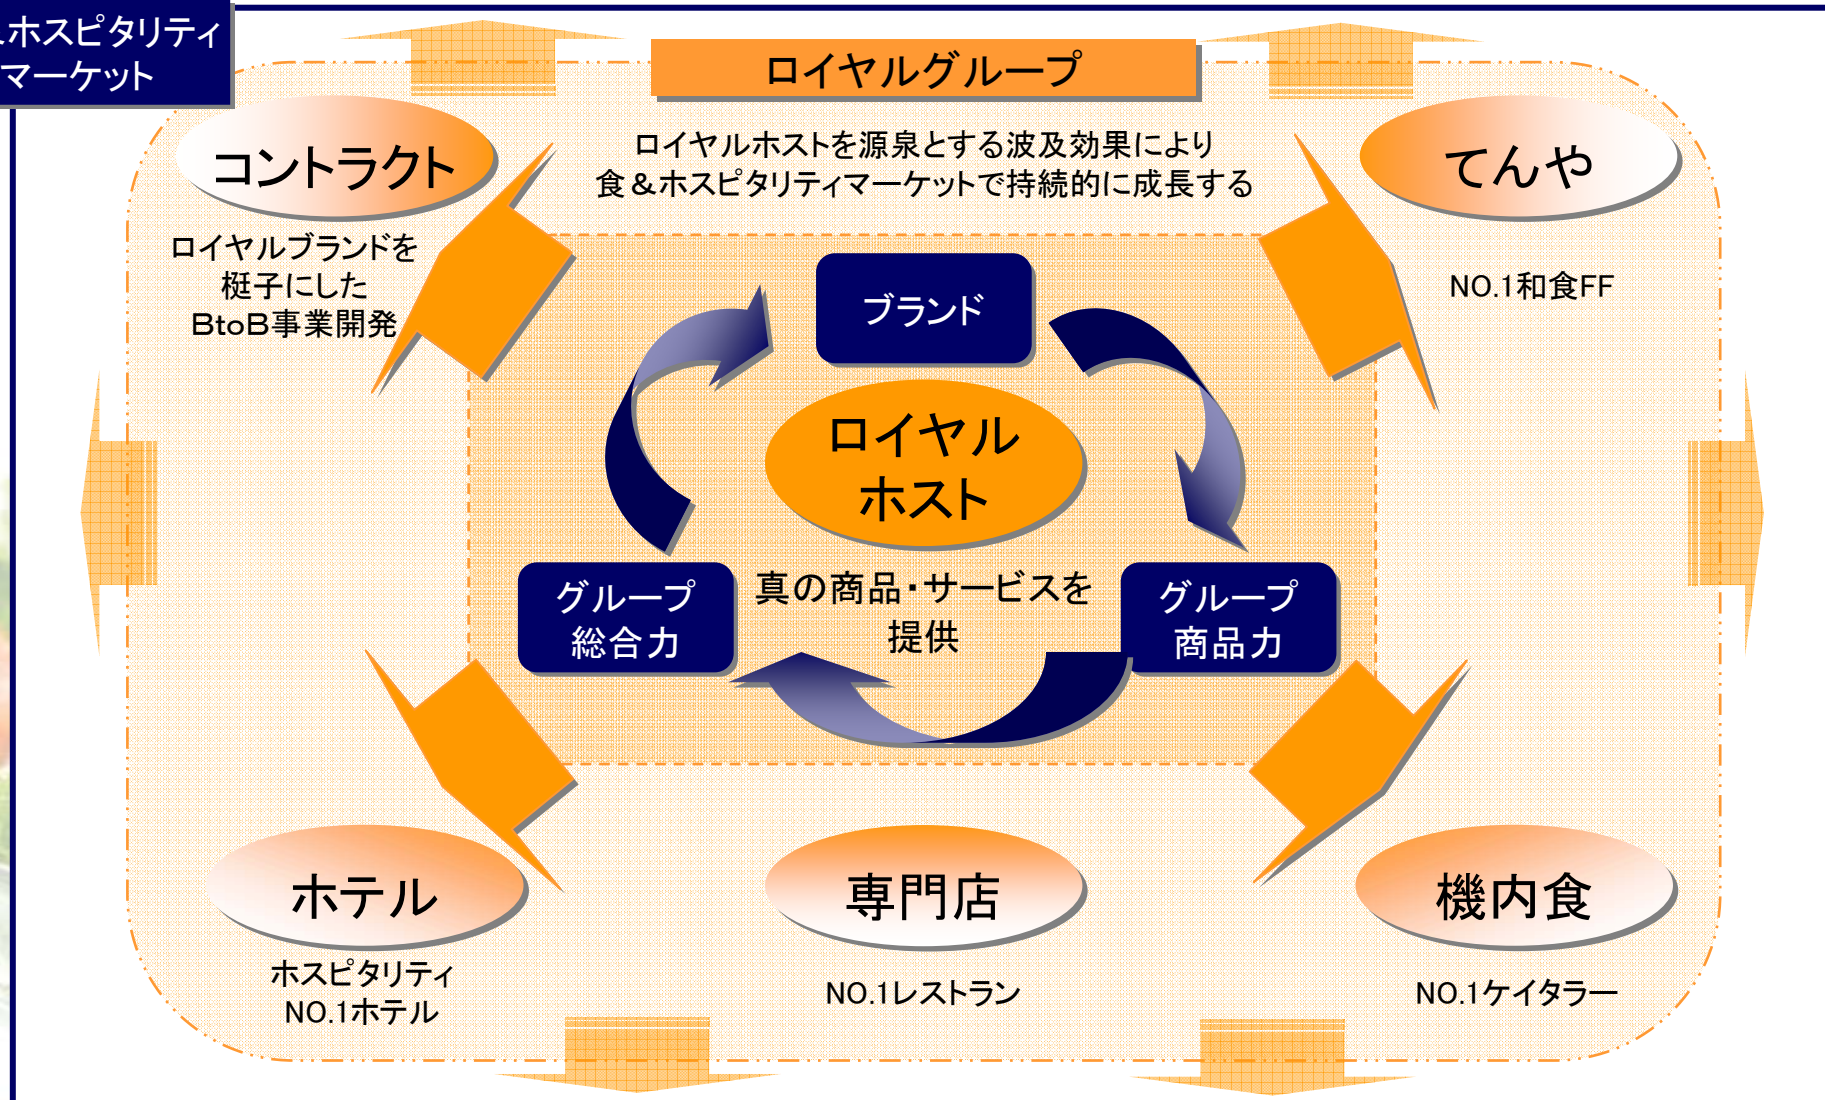 ホスピタリティ
マーケット
ロイヤルグループ
ロイヤルホストを源泉とする波及効果により
食&ホスピタリティマーケットで持続的に成長する
コントラクト
ロイヤルブランドを
梃子にした
BtoB事業開発
てんや
NO.1和食FF
ブランド
ロイヤル
ホスト
真の商品・サービスを
提供
グループ
総合力
グループ
商品力
ホテル
ホスピタリティ
NO.1ホテル
専門店
NO.1レストラン
機内食
NO.1ケイタラー